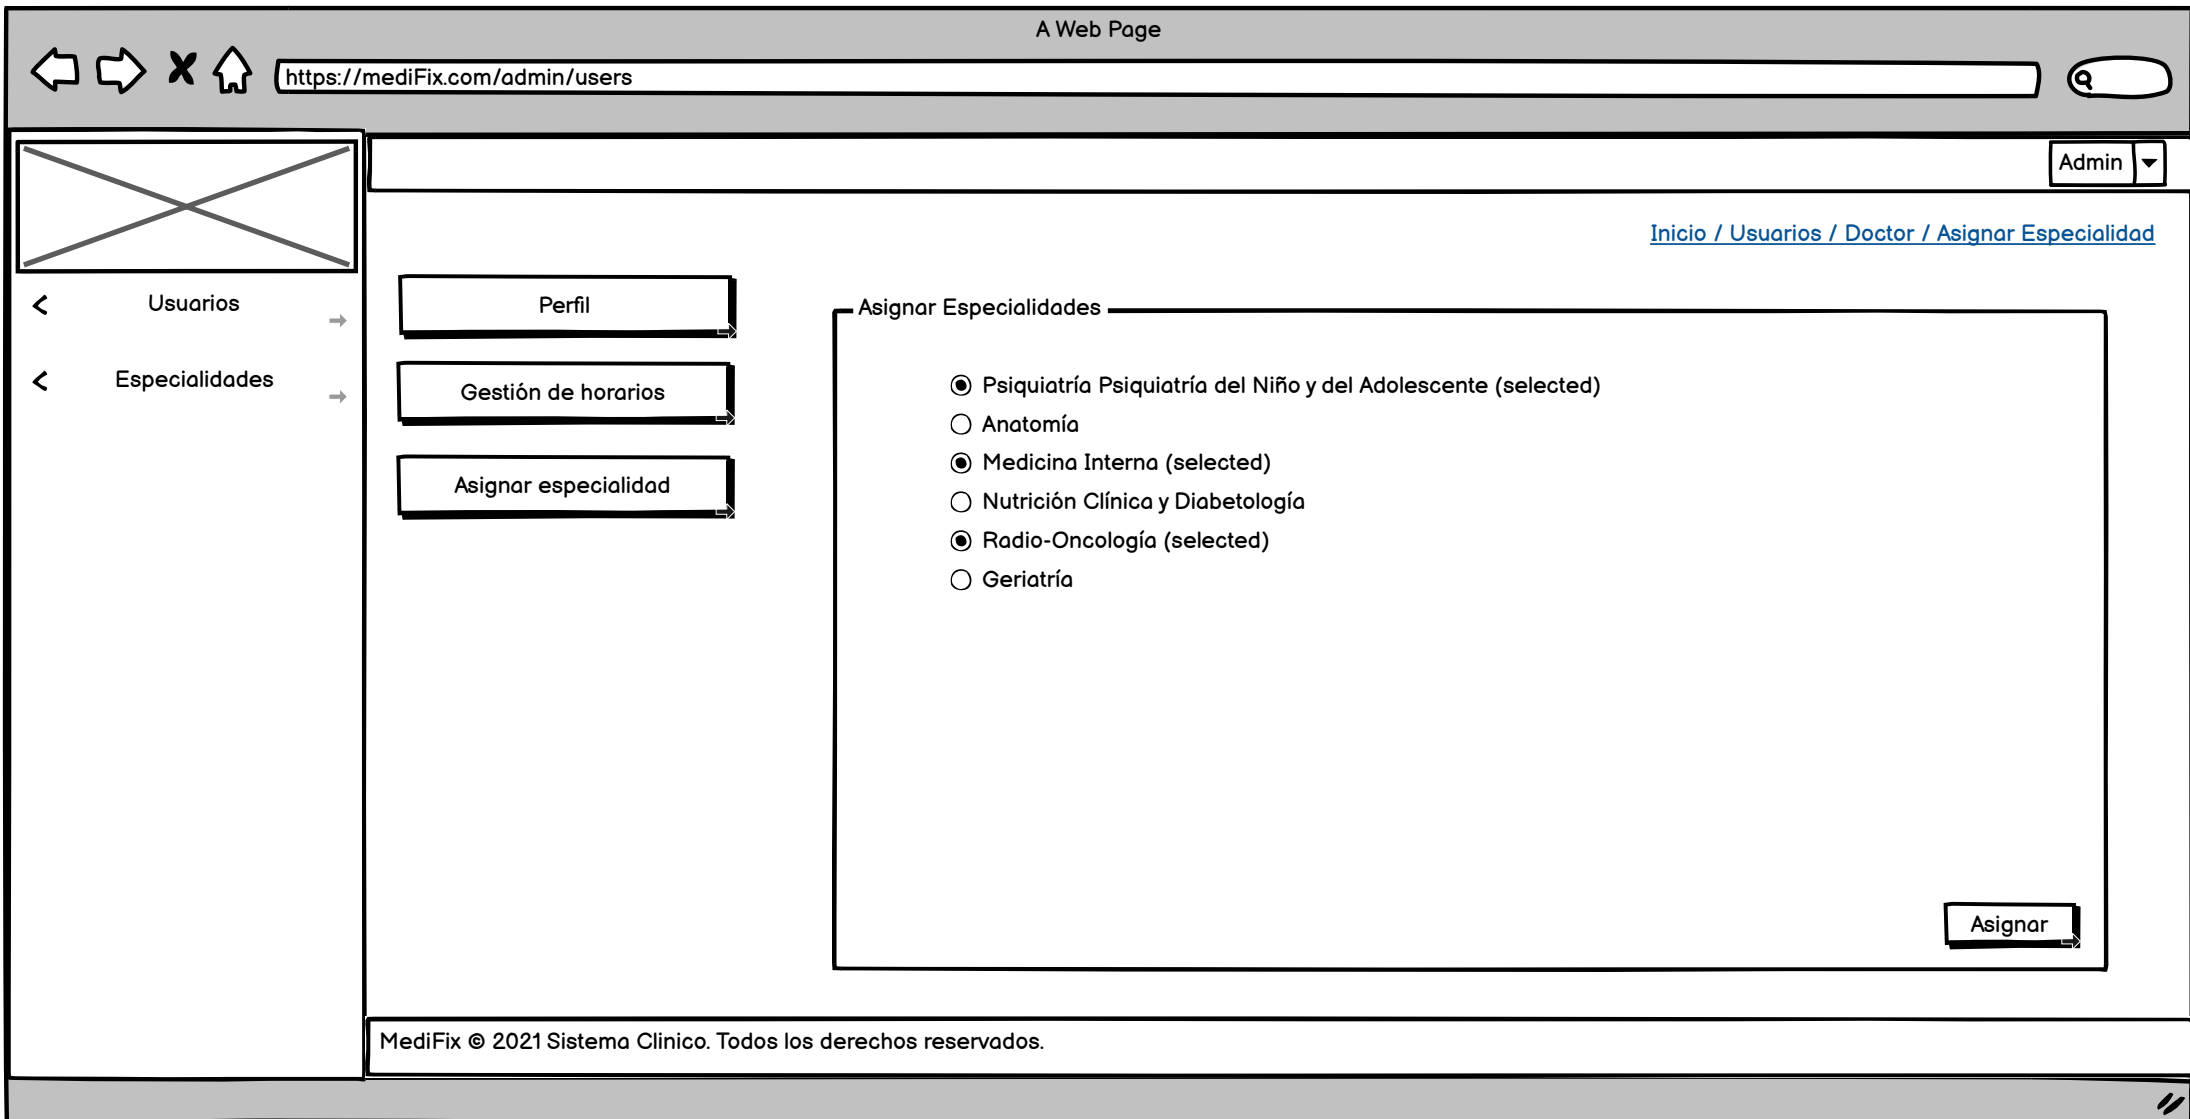 A Web Page
https://mediFix.com/admin/users
Admin
Inicio / Usuarios / Doctor / Asignar Especialidad
Usuarios
Especialidades
Perfil
Gestión de horarios
Asignar especialidad
Asignar Especialidades
Psiquiatría Psiquiatría del Niño y del Adolescente (selected)
Anatomía
Medicina Interna (selected)
Nutrición Clínica y Diabetología
Radio-Oncología (selected)
Geriatría
Asignar
MediFix © 2021 Sistema Clinico. Todos los derechos reservados.